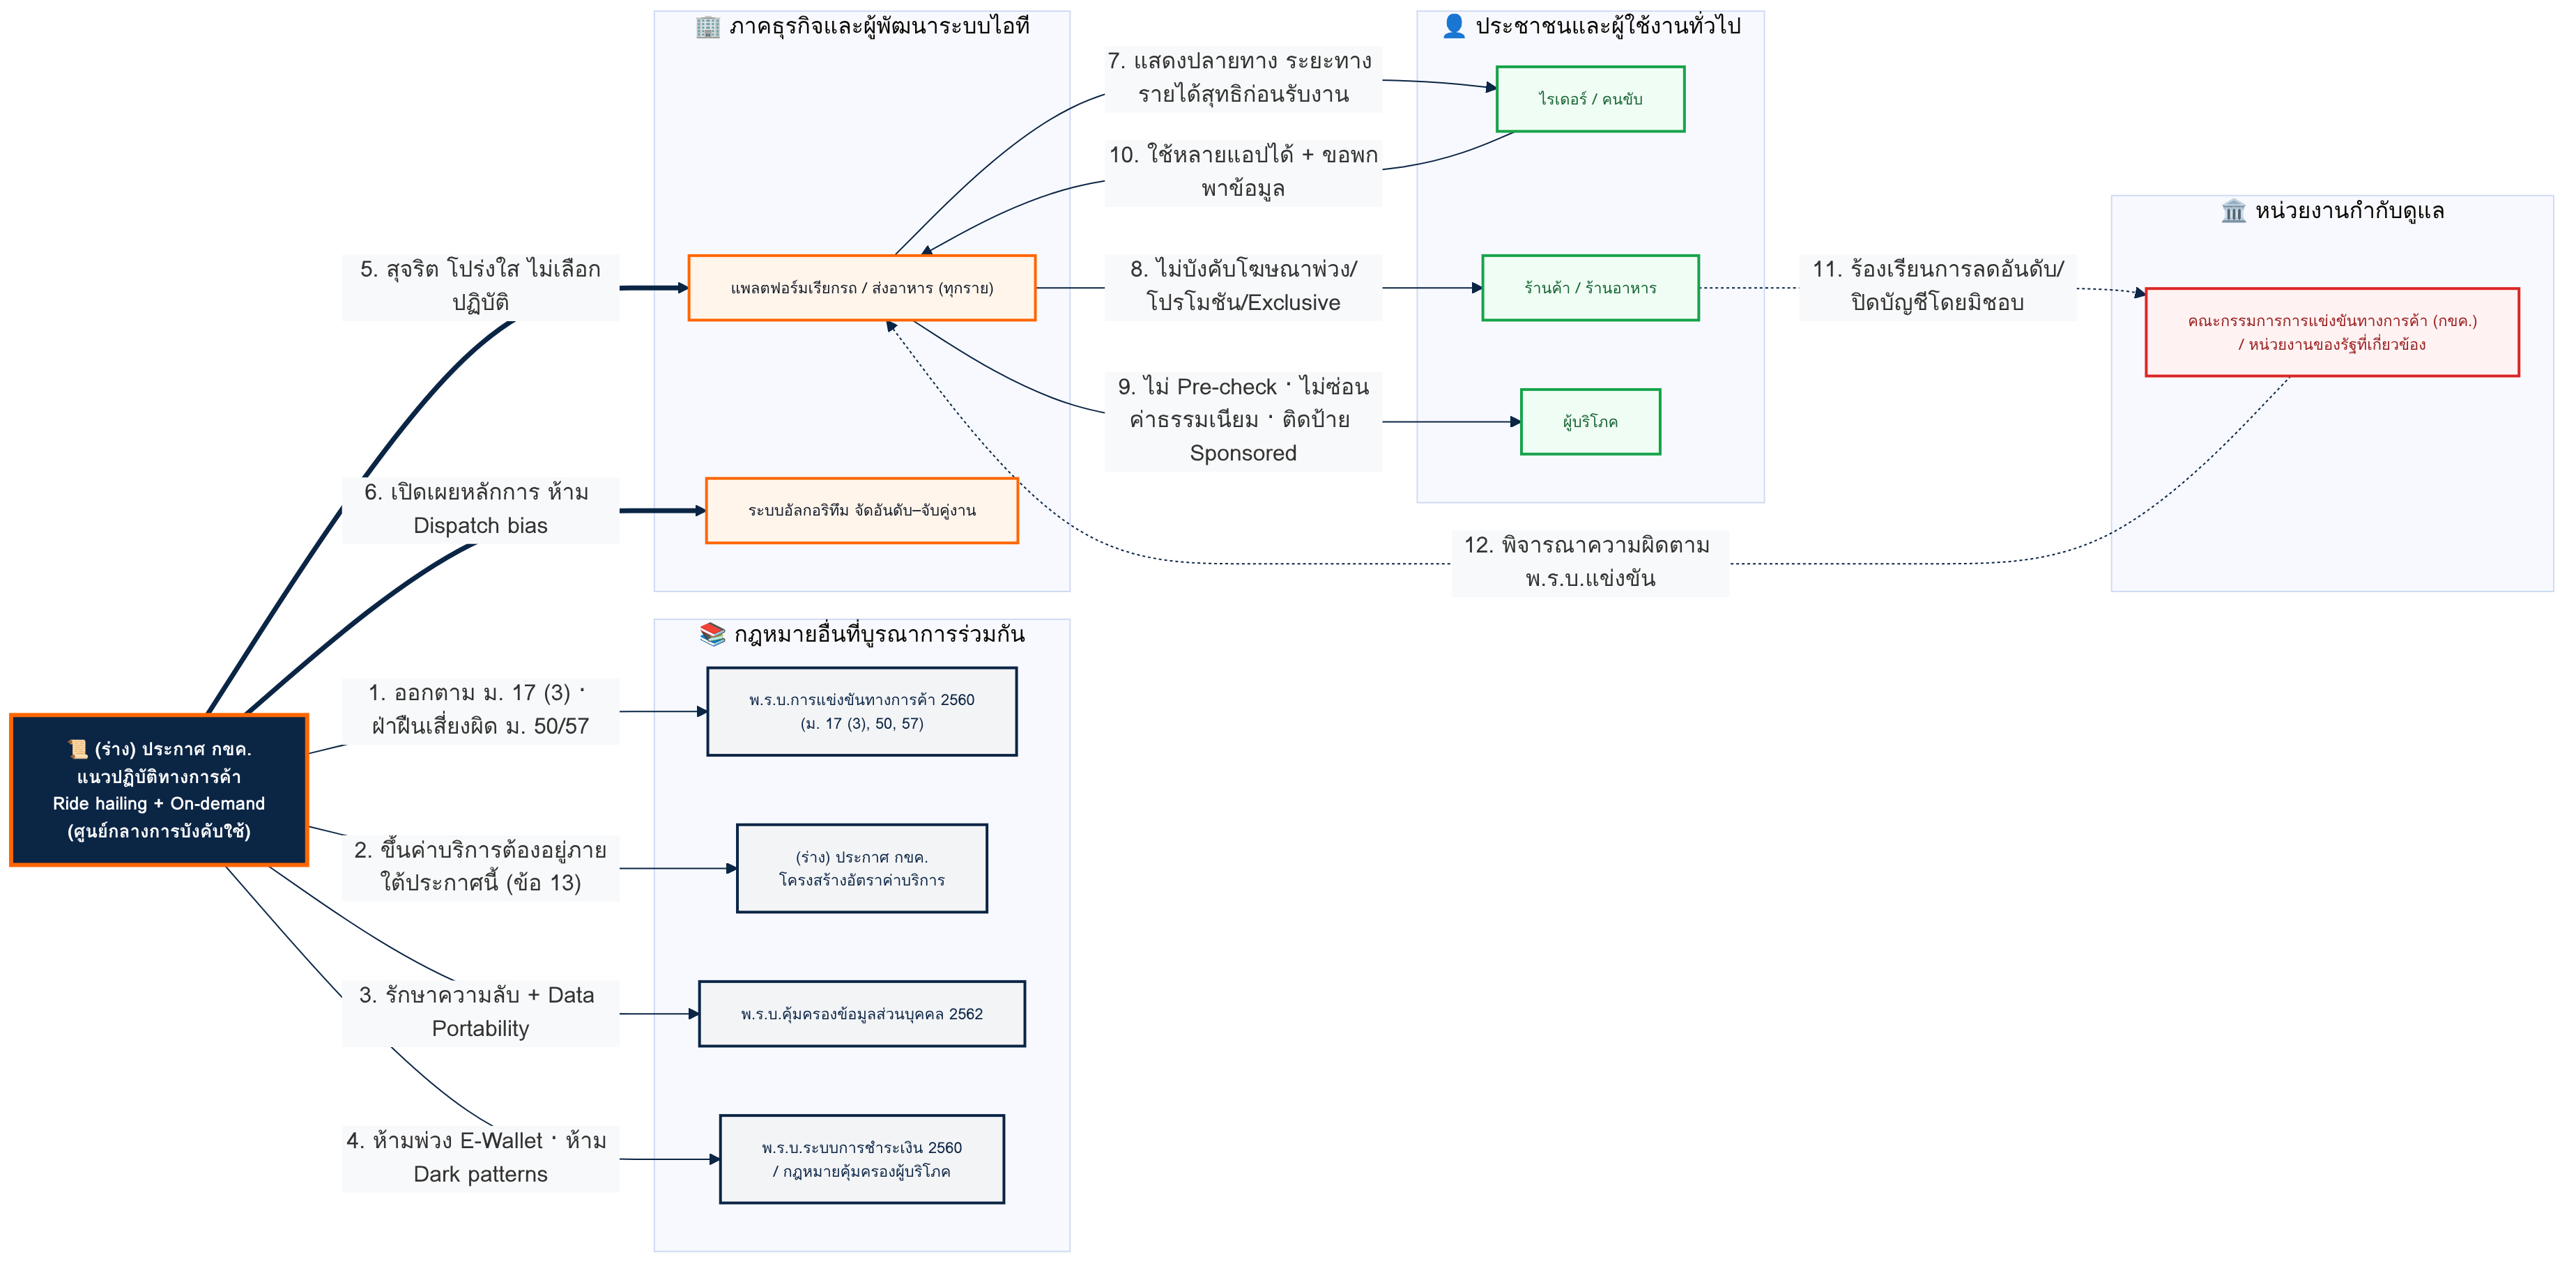 🏢 ภาคธุรกิจและผู้พัฒนาระบบไอที
👤 ประชาชนและผู้ใช้งานทั่วไป
🏛️ หน่วยงานกำกับดูแล
📚 กฎหมายอื่นที่บูรณาการร่วมกัน
📜 (ร่าง) ประกาศ กขค.
แนวปฏิบัติทางการค้า
Ride hailing + On-demand
(ศูนย์กลางการบังคับใช้)
5. สุจริต โปร่งใส ไม่เลือก
ปฏิบัติ
6. เปิดเผยหลักการ ห้าม
Dispatch bias
1. ออกตาม ม. 17 (3) ·
ฝ่าฝืนเสี่ยงผิด ม. 50/57
2. ขึ้นค่าบริการต้องอยู่ภาย
ใต้ประกาศนี้ (ข้อ 13)
3. รักษาความลับ + Data
Portability
4. ห้ามพ่วง E-Wallet · ห้าม
Dark patterns
แพลตฟอร์มเรียกรถ / ส่งอาหาร (ทุกราย)
ระบบอัลกอริทึม จัดอันดับ–จับคู่งาน
พ.ร.บ.การแข่งขันทางการค้า 2560
(ม. 17 (3), 50, 57)
(ร่าง) ประกาศ กขค.
โครงสร้างอัตราค่าบริการ
พ.ร.บ.คุ้มครองข้อมูลส่วนบุคคล 2562
พ.ร.บ.ระบบการชำระเงิน 2560
/ กฎหมายคุ้มครองผู้บริโภค
7. แสดงปลายทาง ระยะทาง
รายได้สุทธิก่อนรับงาน
10. ใช้หลายแอปได้ + ขอพก
พาข้อมูล
8. ไม่บังคับโฆษณาพ่วง/
โปรโมชัน/Exclusive
9. ไม่ Pre-check · ไม่ซ่อน
ค่าธรรมเนียม · ติดป้าย
Sponsored
ไรเดอร์ / คนขับ
ร้านค้า / ร้านอาหาร
ผู้บริโภค
11. ร้องเรียนการลดอันดับ/
ปิดบัญชีโดยมิชอบ
12. พิจารณาความผิดตาม
พ.ร.บ.แข่งขัน
คณะกรรมการการแข่งขันทางการค้า (กขค.)
/ หน่วยงานของรัฐที่เกี่ยวข้อง